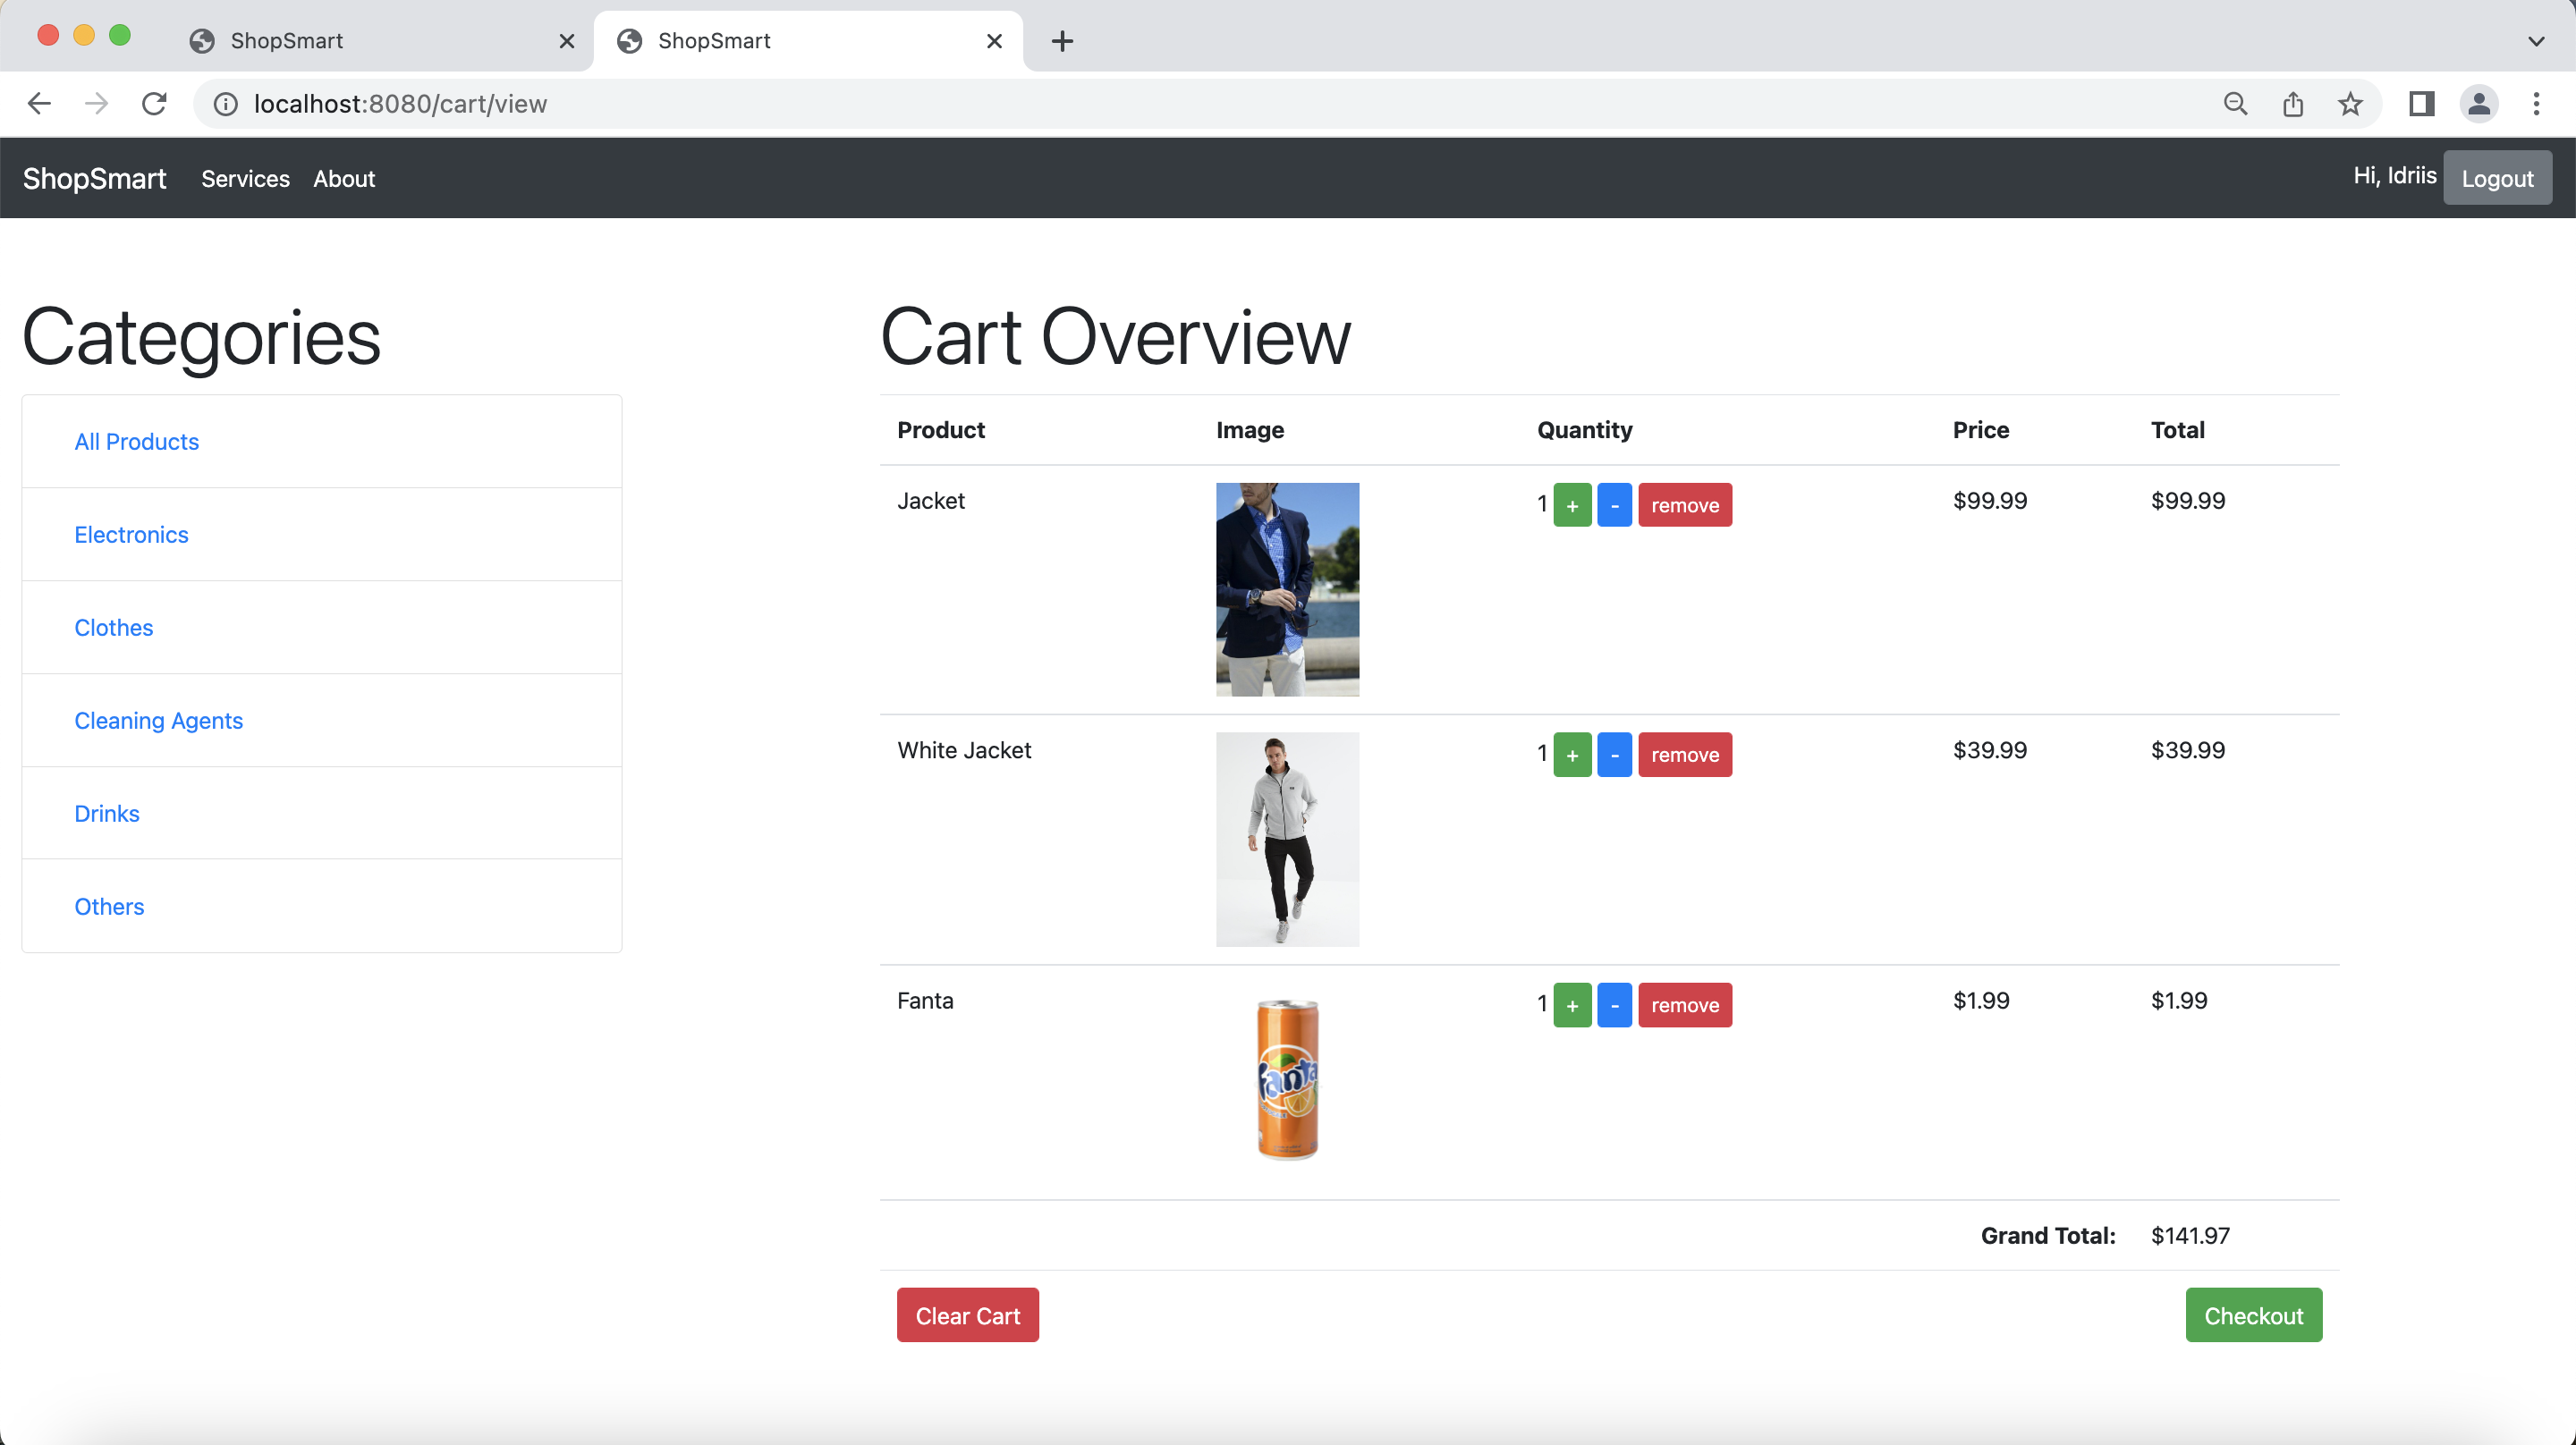 ShopSmart
ShopSmart
localhost:8080/cart/view
ShopSmart Services About Hi, Idriis Logout
Categories
All Products
Electronics
Clothes
Cleaning Agents
Drinks
Others
Cart Overview
Product Image Quantity Price Total
Jacket 1 + - remove $99.99 $99.99
White Jacket 1 + - remove $39.99 $39.99
Fanta 1 + - remove $1.99 $1.99
Fanta
Grand Total: $141.97
Clear Cart Checkout